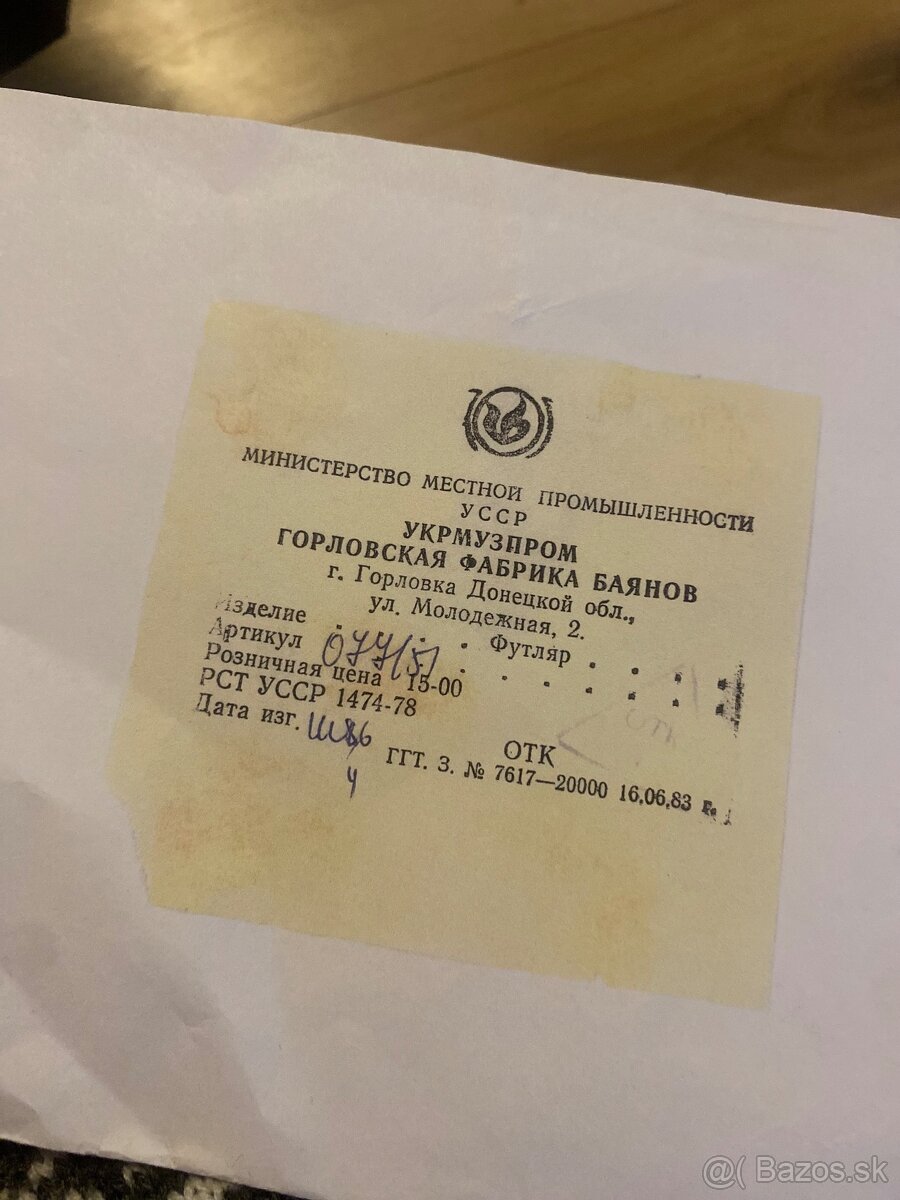 МИНИСТЕРСТВО МЕСТНОЙ ПРОМЫШЛЕННОСТИ
УССР
УКРМУЗПРОМ
ГОРЛОВСКАЯ ФАБРИКА БАЯНОВ
г. Горловка Донецкой обл.,
ул. Молодежная, 2.
Изделие . . . Футляр . . . .
Артикул
Розничная цена 15-00
РСТ УССР 1474-78
Дата изг.
ОТК
ГГТ. З. № 7617—20000 16.06.83 г.
@( Bazos.sk